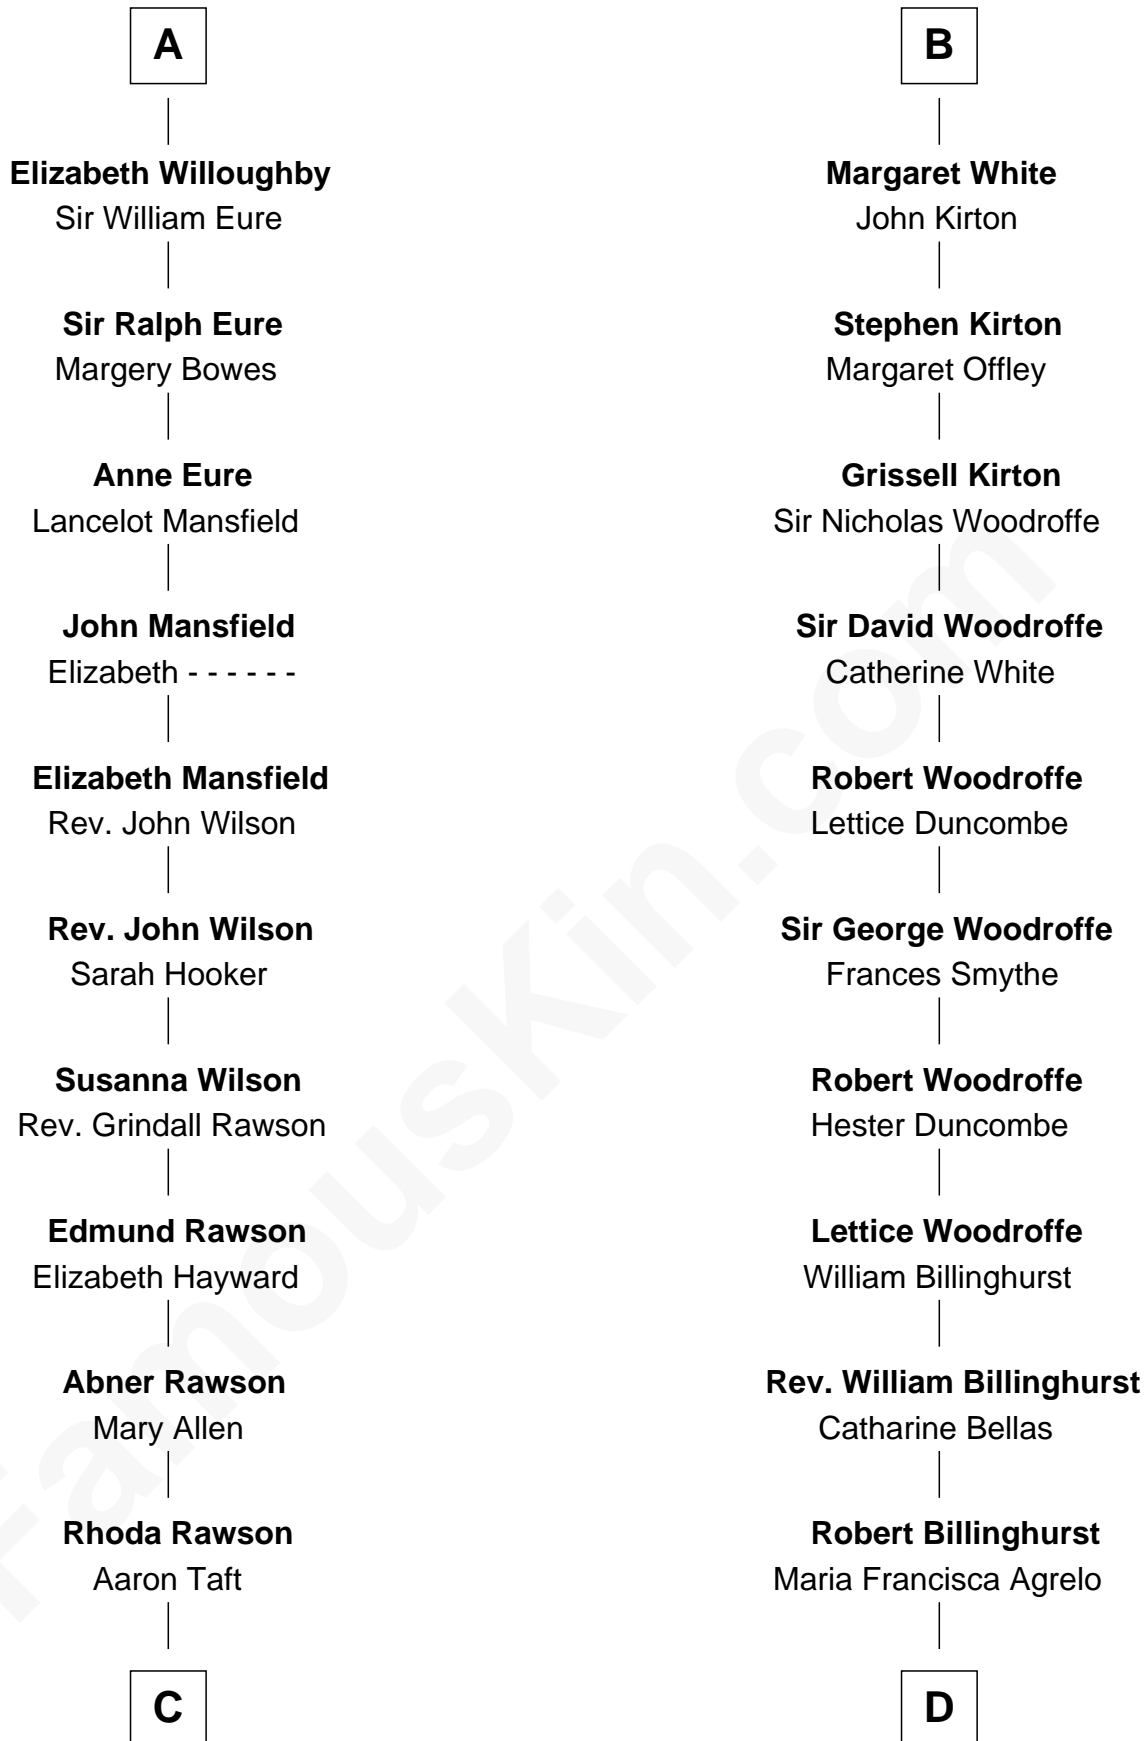 A
Elizabeth Willoughby
Sir William Eure
Sir Ralph Eure
Margery Bowes
Anne Eure
Lancelot Mansfield
John Mansfield
Elizabeth - - - - - -
Elizabeth Mansfield
Rev. John Wilson
Rev. John Wilson
Sarah Hooker
Susanna Wilson
Rev. Grindall Rawson
Edmund Rawson
Elizabeth Hayward
Abner Rawson
Mary Allen
Rhoda Rawson
Aaron Taft
C
B
Margaret White
John Kirton
Stephen Kirton
Margaret Offley
Grissell Kirton
Sir Nicholas Woodroffe
Sir David Woodroffe
Catherine White
Robert Woodroffe
Lettice Duncombe
Sir George Woodroffe
Frances Smythe
Robert Woodroffe
Hester Duncombe
Lettice Woodroffe
William Billinghurst
Rev. William Billinghurst
Catharine Bellas
Robert Billinghurst
Maria Francisca Agrelo
D
FamousKin.com